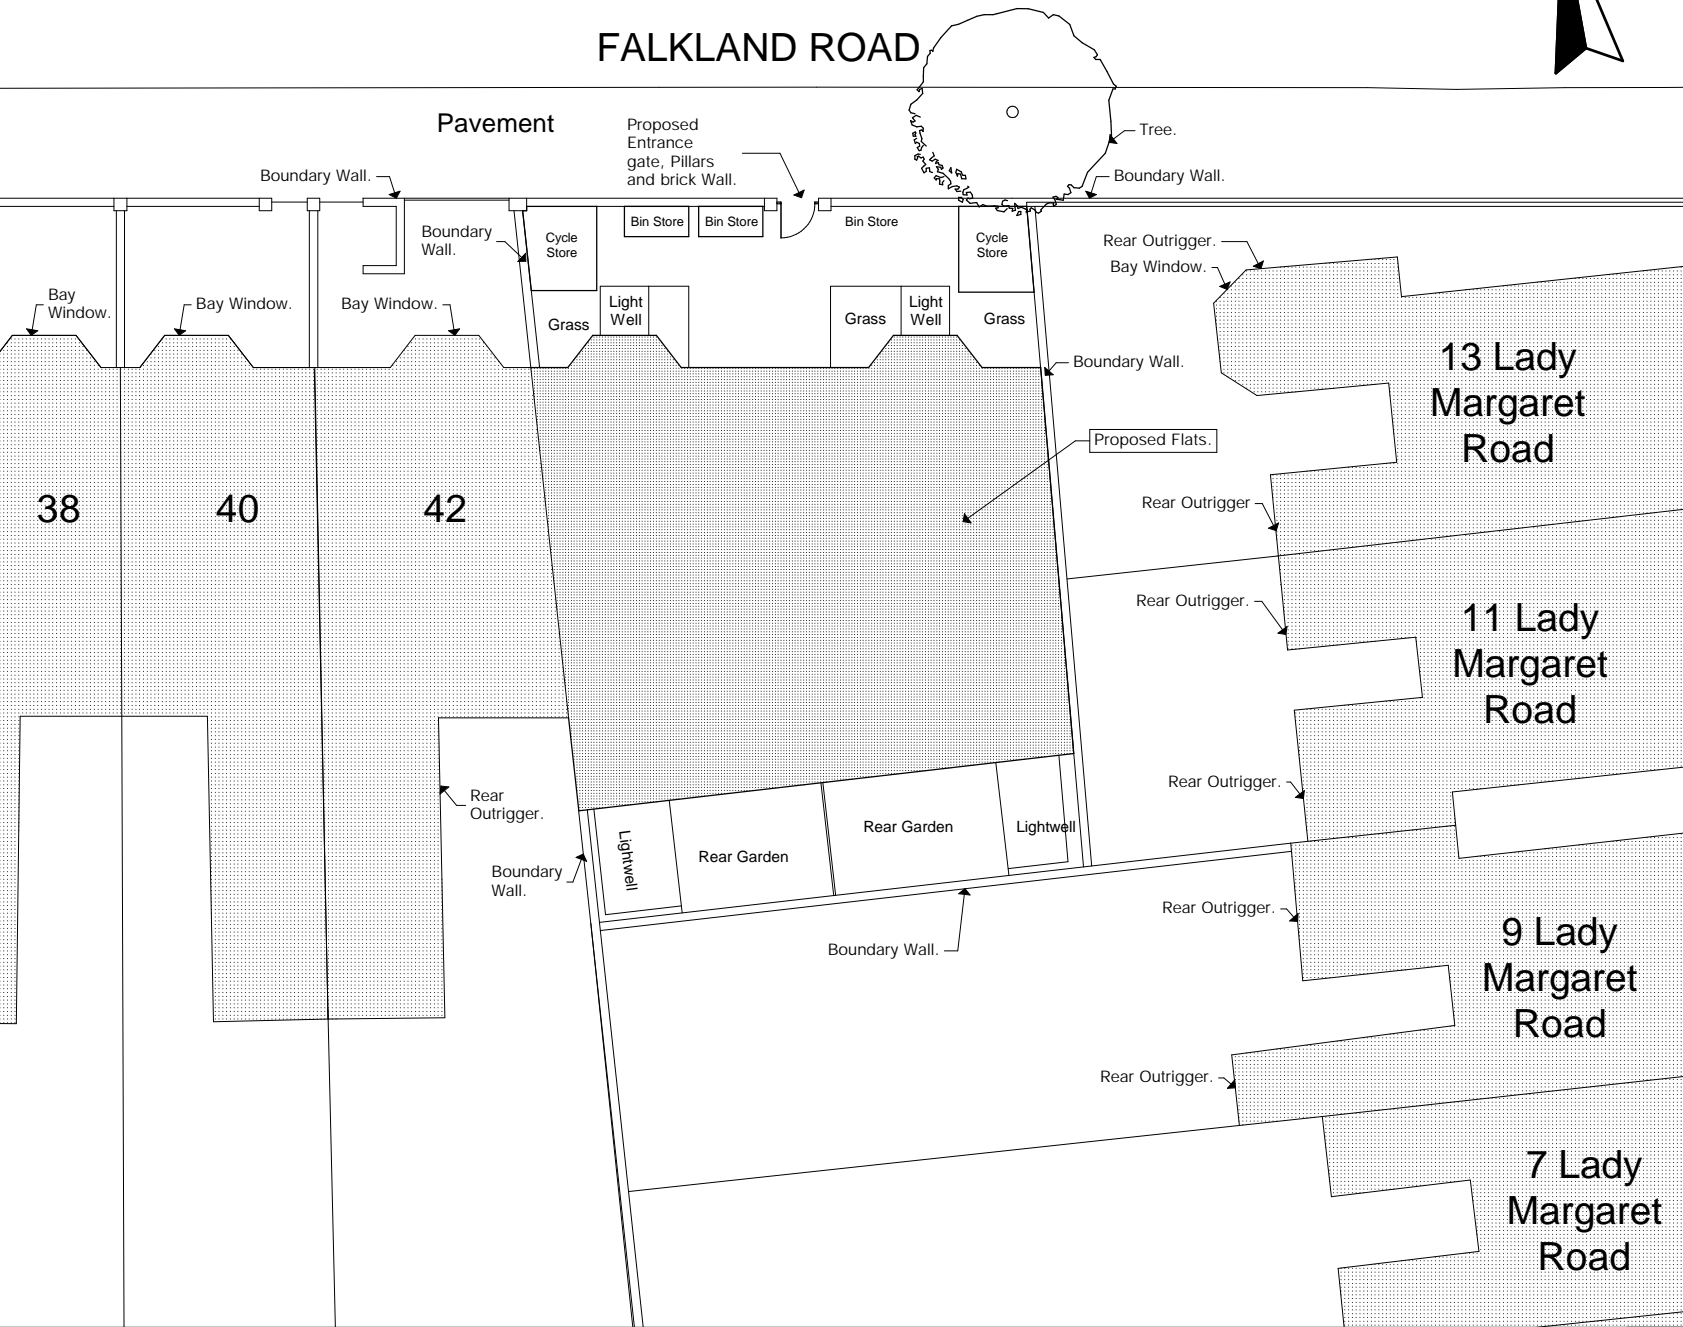 FALKLAND ROAD
Pavement
Proposed
Entrance
gate, Pillars
and brick Wall.
Tree.
Boundary Wall.
Boundary Wall.
Bin Store
Bin Store
Bin Store
Cycle
Store
Cycle
Store
Boundary
Wall.
Rear Outrigger.
Bay Window.
Bay
Window.
Bay Window.
Bay Window.
Light
Well
Light
Well
Grass
Grass
Grass
Boundary Wall.
13 Lady
Margaret
Road
Proposed Flats.
38
40
42
Rear Outrigger
Rear Outrigger.
11 Lady
Margaret
Road
Rear Outrigger.
Rear
Outrigger.
Lightwell
Rear Garden
Rear Garden
Lightwell
Boundary
Wall.
Boundary Wall.
Rear Outrigger.
9 Lady
Margaret
Road
Rear Outrigger.
7 Lady
Margaret
Road